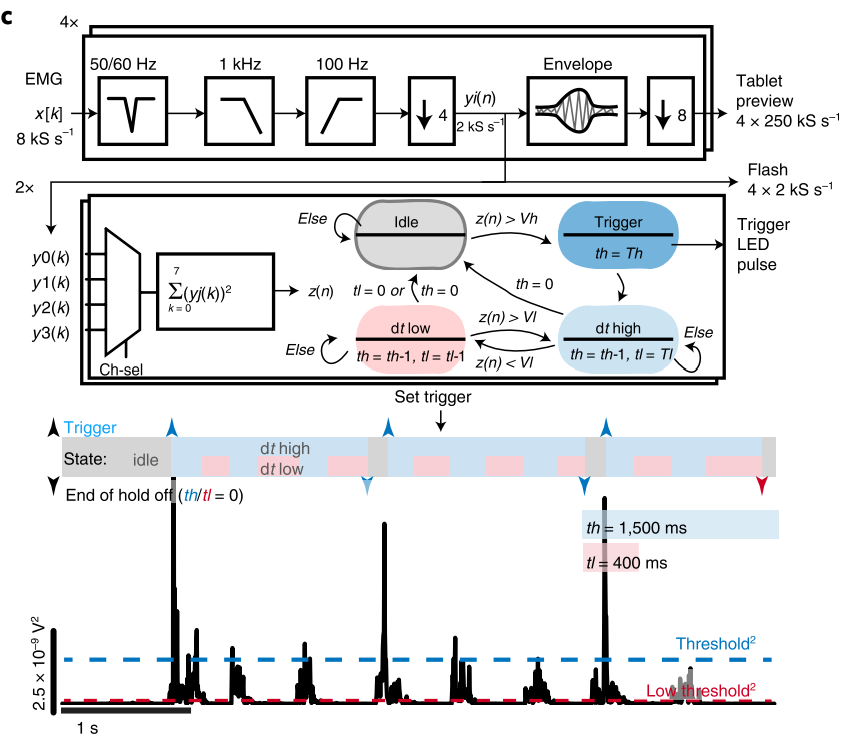 c
4×
50/60 Hz
1 kHz
100 Hz
Envelope
EMG
x[k]
8 kS s⁻¹
4
yi(n)
2 kS s⁻¹
8
Tablet
preview
4 × 250 kS s⁻¹
Flash
4 × 2 kS s⁻¹
2×
y0(k)
y1(k)
y2(k)
y3(k)
Ch-sel
7
Σ(yj(k))²
k = 0
z(n)
Else
Idle
z(n) > Vh
Trigger
th = Th
Trigger
LED
pulse
tl = 0 or
th = 0
th = 0
dt low
th = th-1, tl = tl-1
Else
z(n) > Vl
z(n) < Vl
dt high
th = th-1, tl = Tl
Else
Set trigger
Trigger
State:
idle
dt high
dt low
End of hold off (th/tl = 0)
th = 1,500 ms
tl = 400 ms
2.5 × 10⁻⁹ V²
Threshold²
Low threshold²
1 s